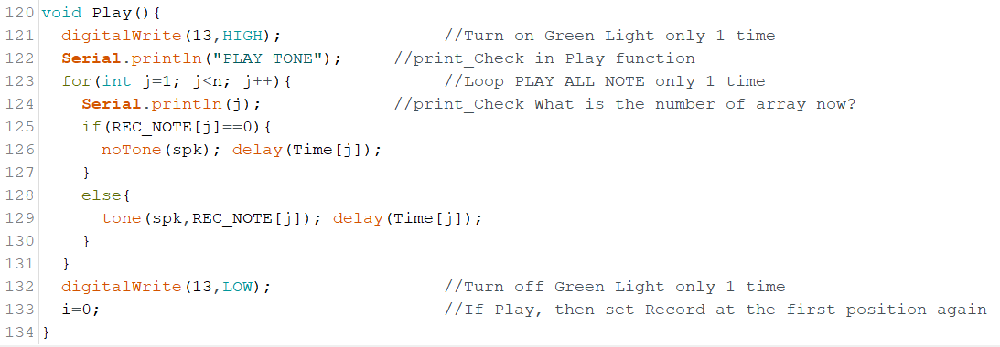 120 void Play(){
121   digitalWrite(13,HIGH);                //Turn on Green Light only 1 time
122   Serial.println("PLAY TONE");     //print_Check in Play function
123   for(int j=1; j<n; j++){               //Loop PLAY ALL NOTE only 1 time
124     Serial.println(j);             //print_Check What is the number of array now?
125     if(REC_NOTE[j]==0){
126       noTone(spk); delay(Time[j]);
127     }
128     else{
129       tone(spk,REC_NOTE[j]); delay(Time[j]);
130     }
131   }
132   digitalWrite(13,LOW);                 //Turn off Green Light only 1 time
133   i=0;                                  //If Play, then set Record at the first position again
134 }